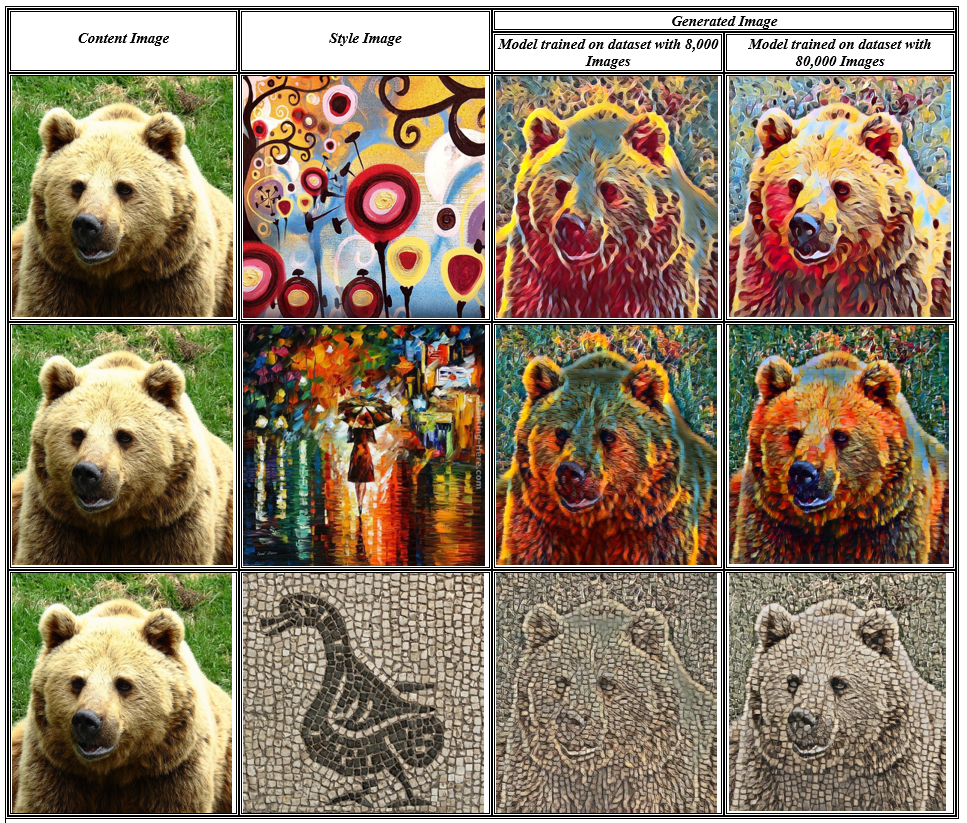 Content Image
Style Image
Generated Image
Model trained on dataset with 8,000
Images
Model trained on dataset with
80,000 Images